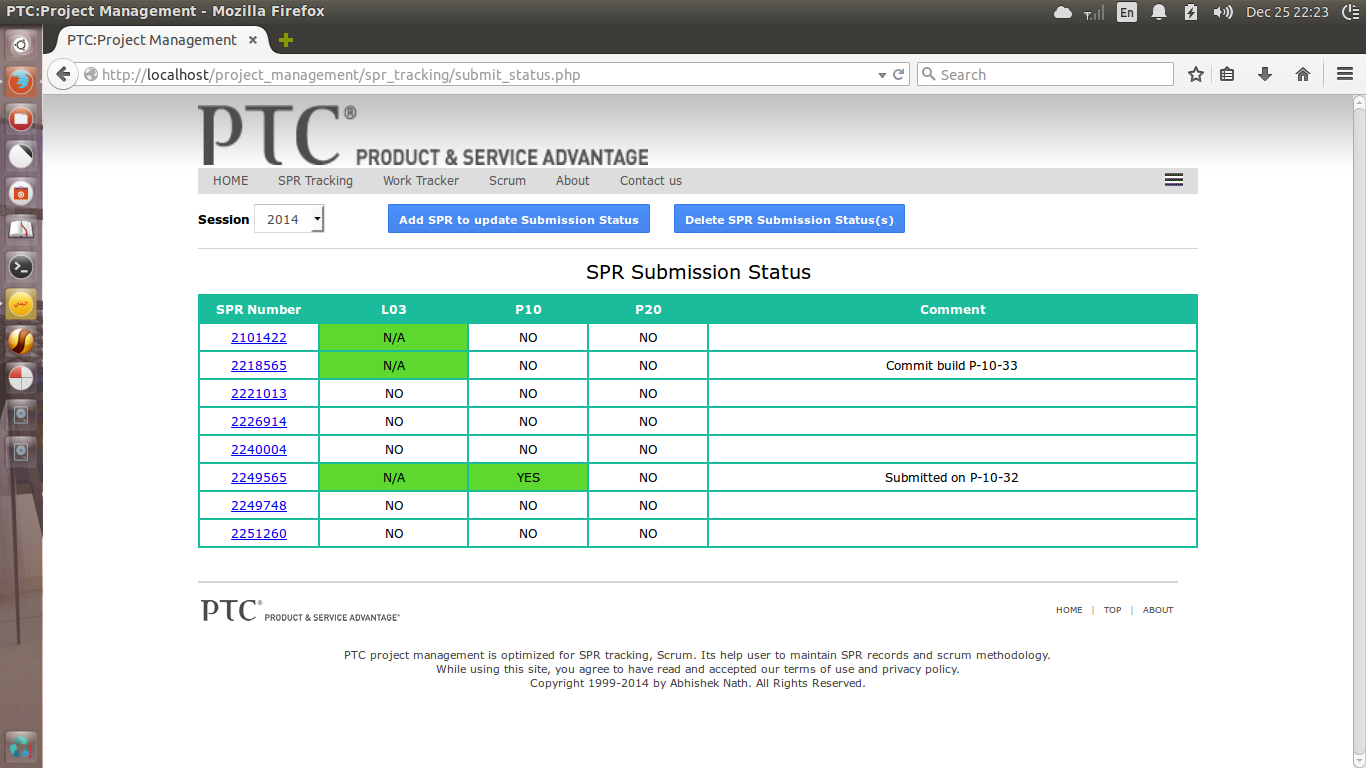 PTC:Project Management - Mozilla Firefox
En
Dec 25 22:23
PTC:Project Management
http://localhost/project_management/spr_tracking/submit_status.php
Search
PTC®
PRODUCT & SERVICE ADVANTAGE
HOME SPR Tracking Work Tracker Scrum About Contact us
Session 2014 Add SPR to update Submission Status Delete SPR Submission Status(s)
SPR Submission Status
SPR Number L03 P10 P20 Comment
2101422 N/A NO NO
2218565 N/A NO NO Commit build P-10-33
2221013 NO NO NO
2226914 NO NO NO
2240004 NO NO NO
2249565 N/A YES NO Submitted on P-10-32
2249748 NO NO NO
2251260 NO NO NO
PTC® PRODUCT & SERVICE ADVANTAGE™
HOME | TOP | ABOUT
PTC project management is optimized for SPR tracking, Scrum. Its help user to maintain SPR records and scrum methodology.
While using this site, you agree to have read and accepted our terms of use and privacy policy.
Copyright 1999-2014 by Abhishek Nath. All Rights Reserved.